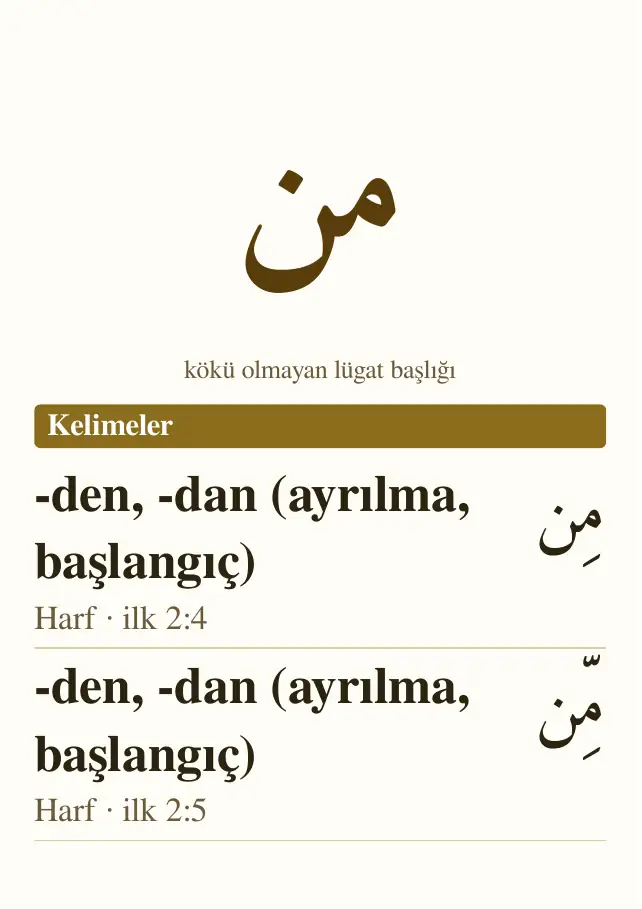 من
kökü olmayan lügat başlığı
Kelimeler
-den, -dan (ayrılma,
başlangıç)
مِن
Harf · ilk 2:4
-den, -dan (ayrılma,
başlangıç)
مِّن
Harf · ilk 2:5